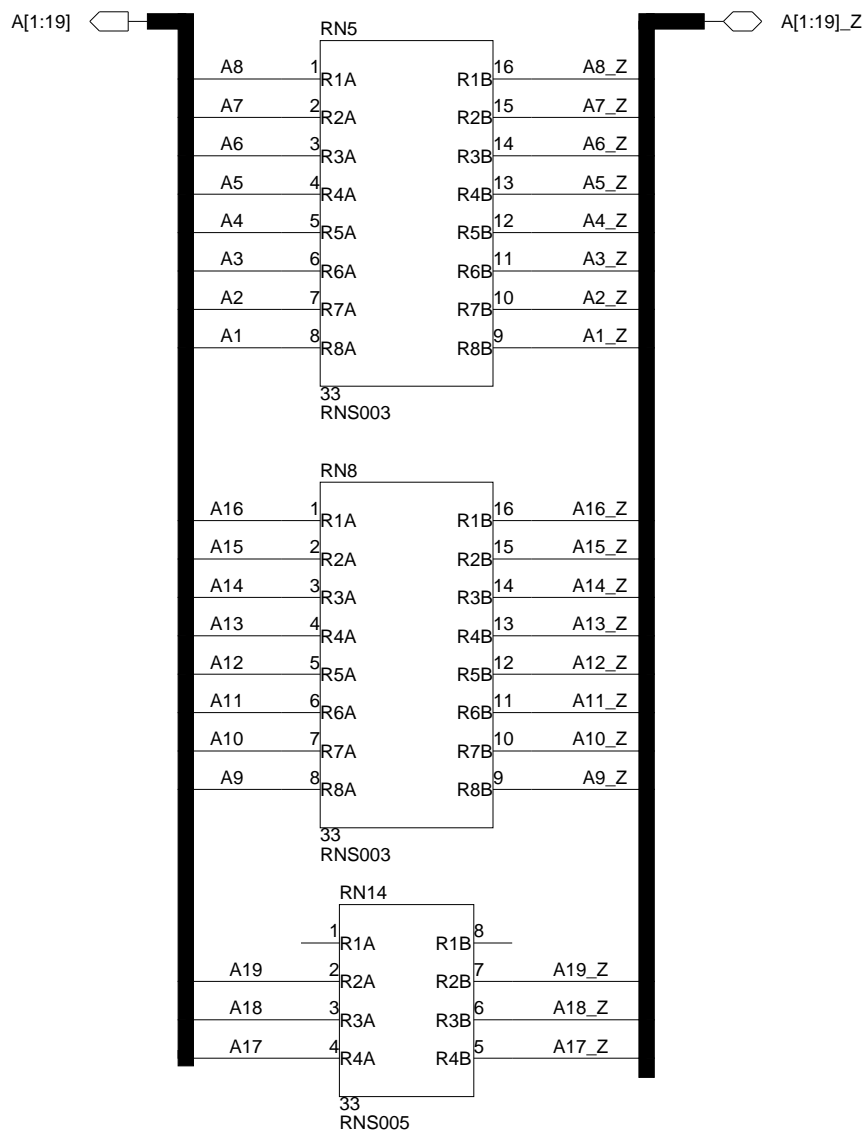 A[1:19] A[1:19]_Z
RN5
A8 1 R1A R1B 16 A8_Z
A7 2 R2A R2B 15 A7_Z
A6 3 R3A R3B 14 A6_Z
A5 4 R4A R4B 13 A5_Z
A4 5 R5A R5B 12 A4_Z
A3 6 R6A R6B 11 A3_Z
A2 7 R7A R7B 10 A2_Z
A1 8 R8A R8B 9 A1_Z
33
RNS003
RN8
A16 1 R1A R1B 16 A16_Z
A15 2 R2A R2B 15 A15_Z
A14 3 R3A R3B 14 A14_Z
A13 4 R4A R4B 13 A13_Z
A12 5 R5A R5B 12 A12_Z
A11 6 R6A R6B 11 A11_Z
A10 7 R7A R7B 10 A10_Z
A9 8 R8A R8B 9 A9_Z
33
RNS003
RN14
1 R1A R1B 8
A19 2 R2A R2B 7 A19_Z
A18 3 R3A R3B 6 A18_Z
A17 4 R4A R4B 5 A17_Z
33
RNS005